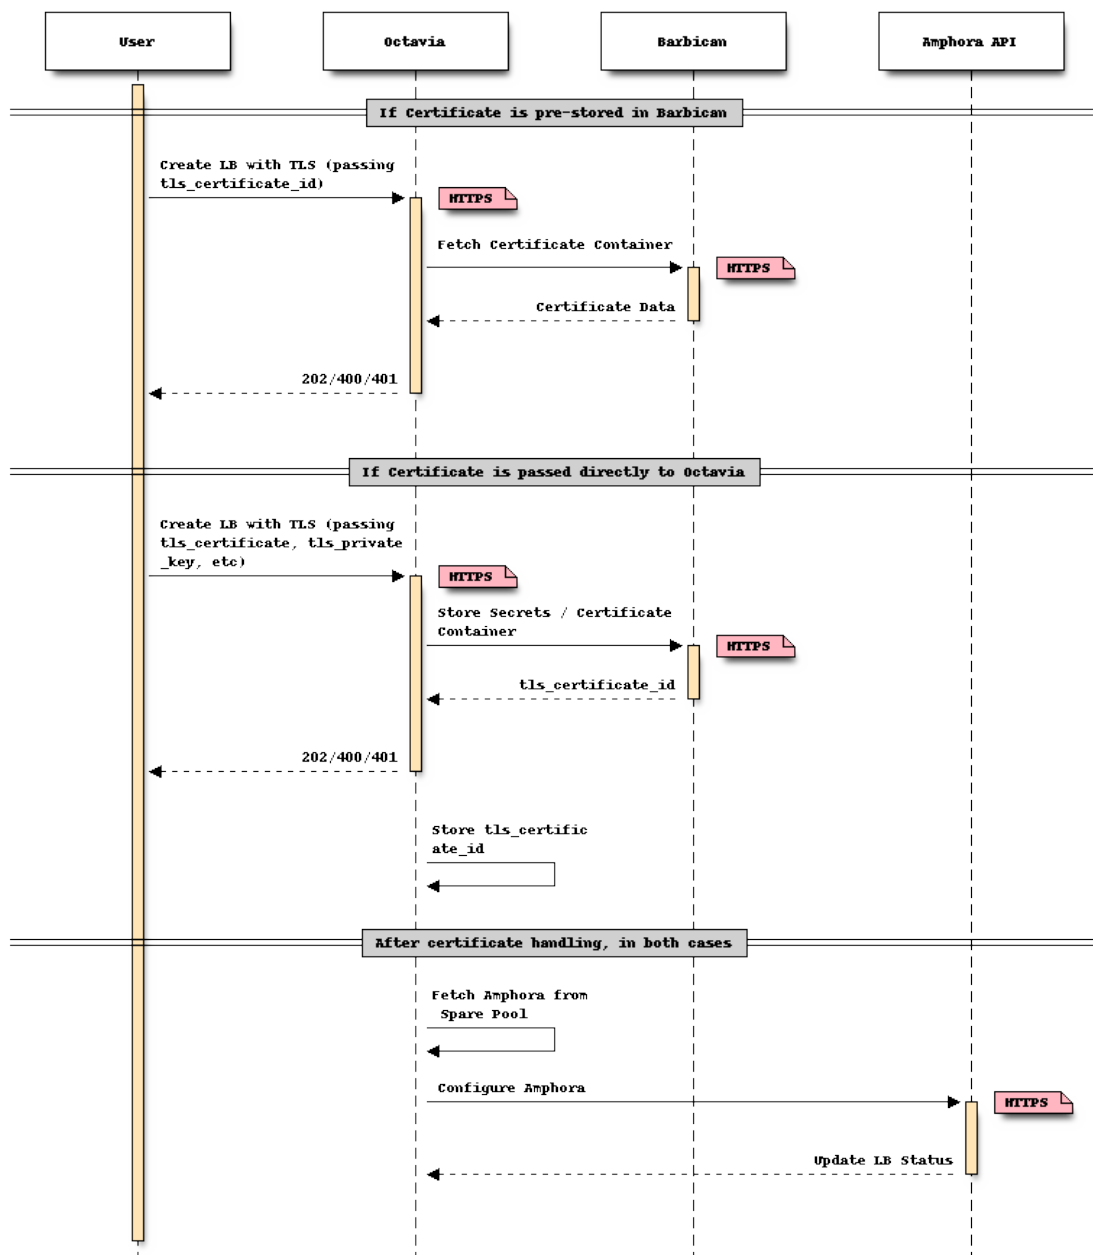 User
Octavia
Barbican
Amphora API
If Certificate is pre-stored in Barbican
Create LB with TLS (passing
tls_certificate_id)
HTTPS
Fetch Certificate Container
HTTPS
Certificate Data
202/400/401
If Certificate is passed directly to Octavia
Create LB with TLS (passing
tls_certificate, tls_private
_key, etc)
HTTPS
Store Secrets / Certificate
Container
HTTPS
tls_certificate_id
202/400/401
Store tls_certific
ate_id
After certificate handling, in both cases
Fetch Amphora from
Spare Pool
Configure Amphora
HTTPS
Update LB Status